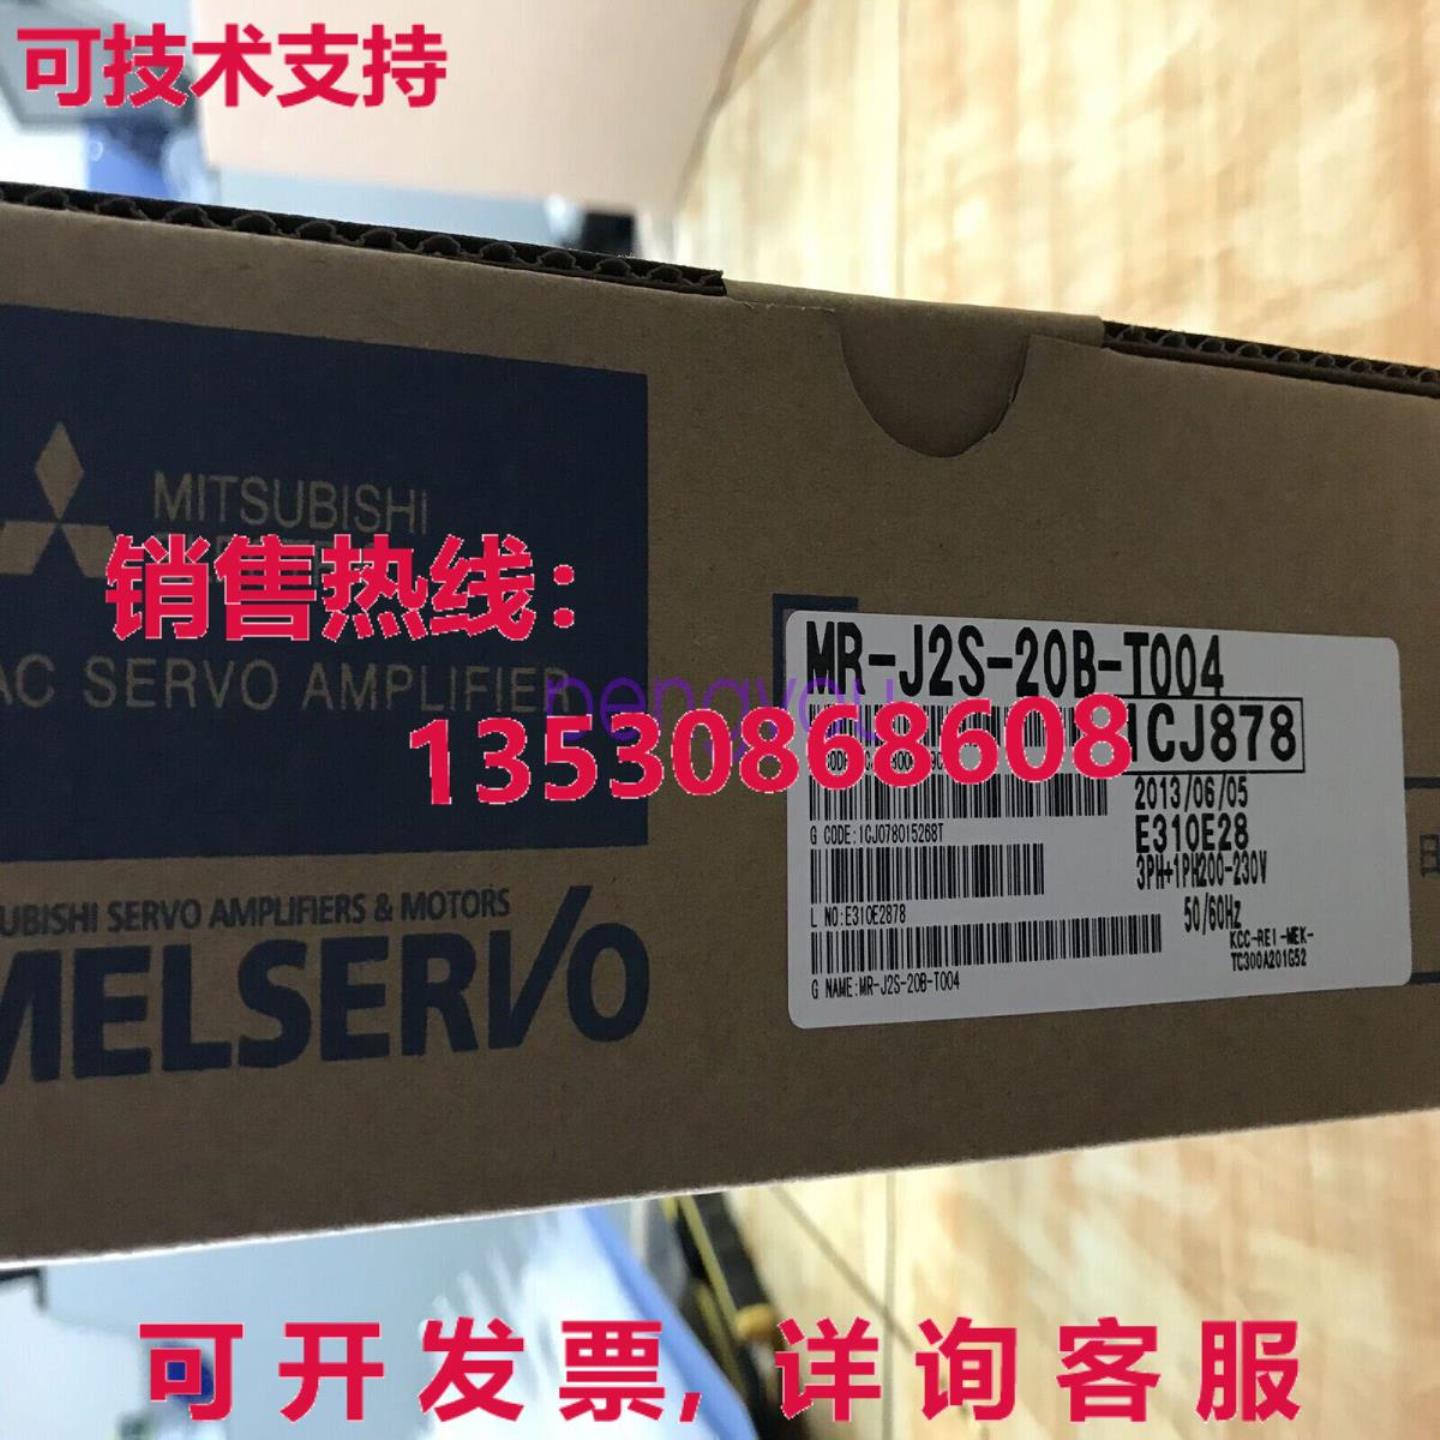 可技术支持
MITSUBISHI
销售热线：
AC SERVO AMPLIFIER
pengyou
13530868608
MR-J2S-20B-T004
1CJ878
2013/06/05
G CODE:1CJ078015268T
E310E28
3PH+1PH200-230V
L NO:E310E2878
50/60Hz
KCC-REI-MEK-
TC300A201G52
G NAME:MR-J2S-20B-T004
UBISHI SERVO AMPLIFIERS & MOTORS
MELSERVO
日
可开发票,详询客服